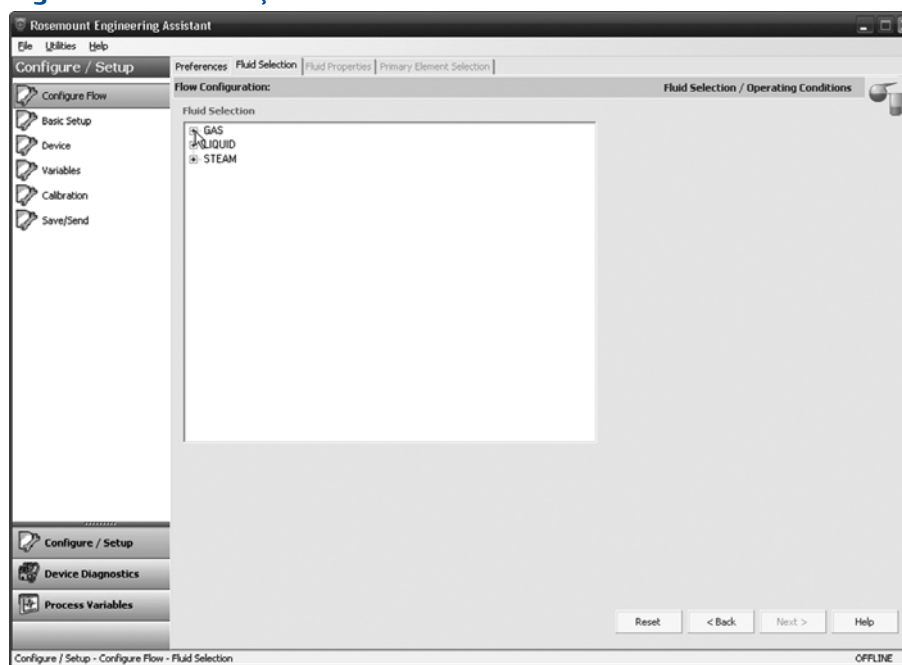 Rosemount Engineering Assistant
File Utilities Help
Configure / Setup
Preferences Fluid Selection Fluid Properties Primary Element Selection
Configure Flow
Flow Configuration: Fluid Selection / Operating Conditions
Fluid Selection
Basic Setup
GAS
Device
LIQUID
Variables
STEAM
Calibration
Save/Send
Configure / Setup
Device Diagnostics
Process Variables
Reset < Back Next > Help
Configure / Setup - Configure Flow - Fluid Selection OFFLINE